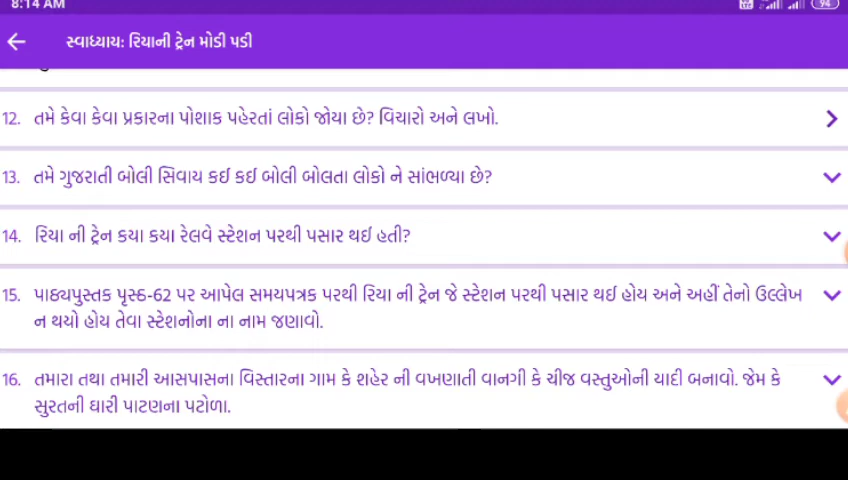 8:14 AM
94
સ્વાધ્યાય: રિયાની ટ્રેન મોડી પડી
12. તમે કેવા કેવા પ્રકારના પોશાક પહેરતાં લોકો જોયા છે? વિચારો અને લખો.
13. તમે ગુજરાતી બોલી સિવાય કઈ કઈ બોલી બોલતા લોકો ને સાંભળ્યા છે?
14. રિયા ની ટ્રેન કયા કયા રેલવે સ્ટેશન પરથી પસાર થઈ હતી?
15. પાઠ્યપુસ્તક પૃસ્ઠ-62 પર આપેલ સમયપત્રક પરથી રિયા ની ટ્રેન જે સ્ટેશન પરથી પસાર થઈ હોય અને અહીં તેનો ઉલ્લેખ
ન થયો હોય તેવા સ્ટેશનોના ના નામ જણાવો.
16. તમારા તથા તમારી આસપાસના વિસ્તારના ગામ કે શહેર ની વખણાતી વાનગી કે ચીજ વસ્તુઓની યાદી બનાવો. જેમ કે
સુરતની ઘારી પાટણના પટોળા.